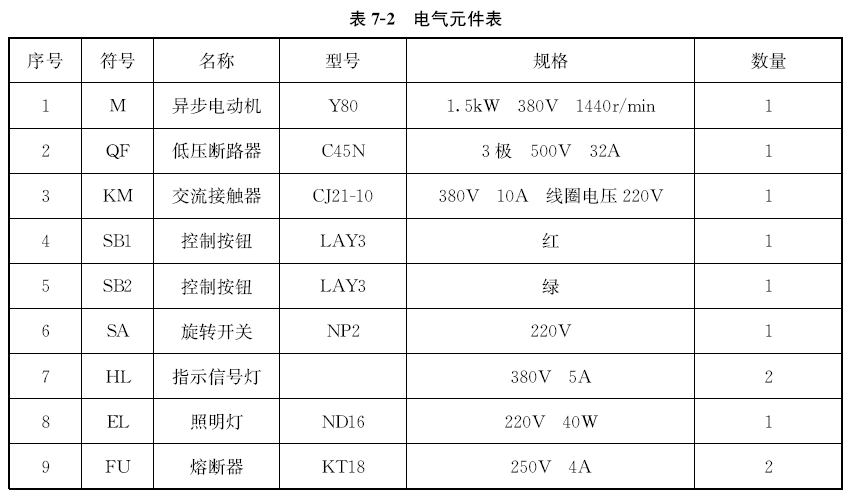 表 7-2 电气元件表
序号 符号 名称 型号 规格 数量
1 M 异步电动机 Y80 1.5kW 380V 1440r/min 1
2 QF 低压断路器 C45N 3极 500V 32A 1
3 KM 交流接触器 CJ21-10 380V 10A 线圈电压220V 1
4 SB1 控制按钮 LAY3 红 1
5 SB2 控制按钮 LAY3 绿 1
6 SA 旋转开关 NP2 220V 1
7 HL 指示信号灯 380V 5A 2
8 EL 照明灯 ND16 220V 40W 1
9 FU 熔断器 KT18 250V 4A 2